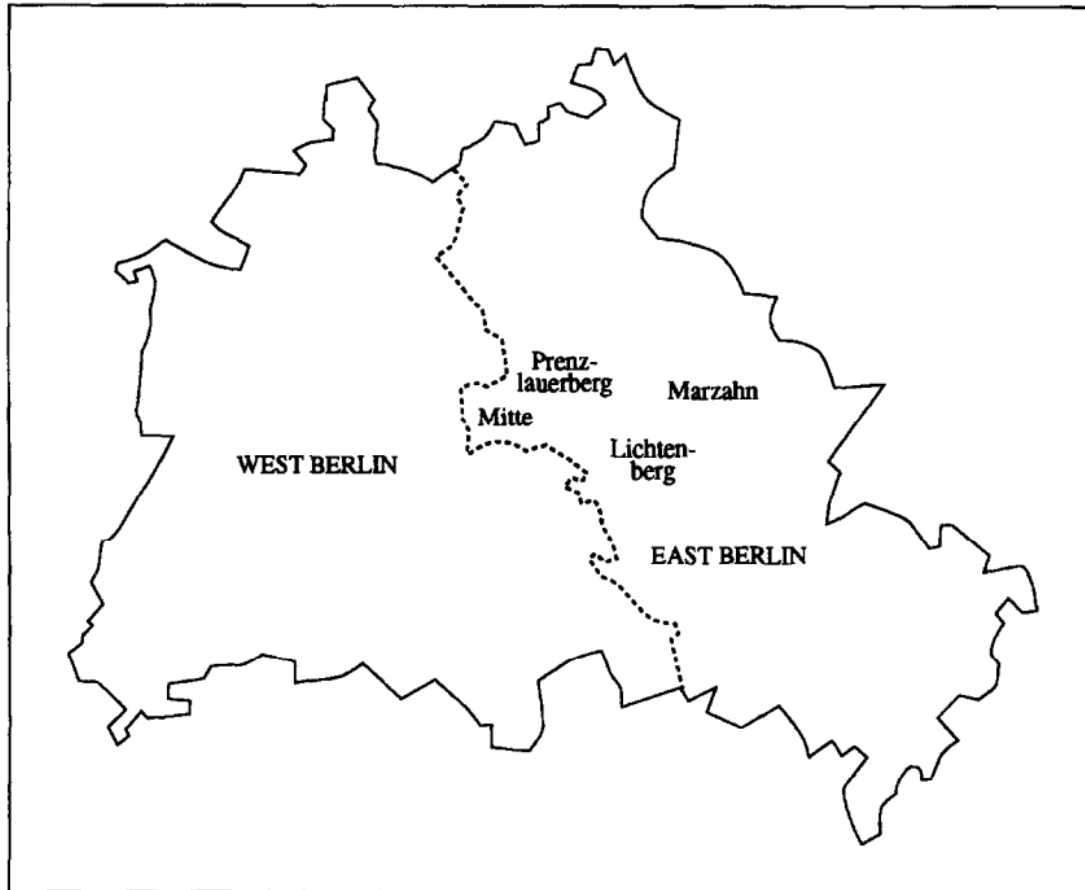 Prenz-
lauerberg
Marzahn
Mitte
Lichten-
berg
WEST BERLIN
EAST BERLIN